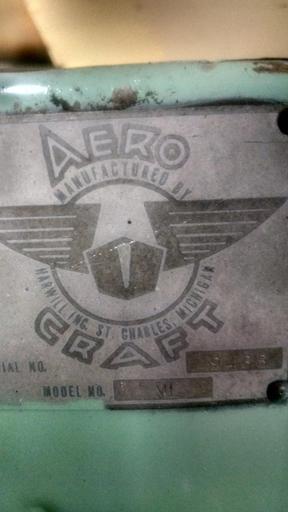 AERO
MANUFACTURED BY
HARWILL INC. ST. CHARLES, MICHIGAN
CRAFT
IAL NO.
MODEL NO.